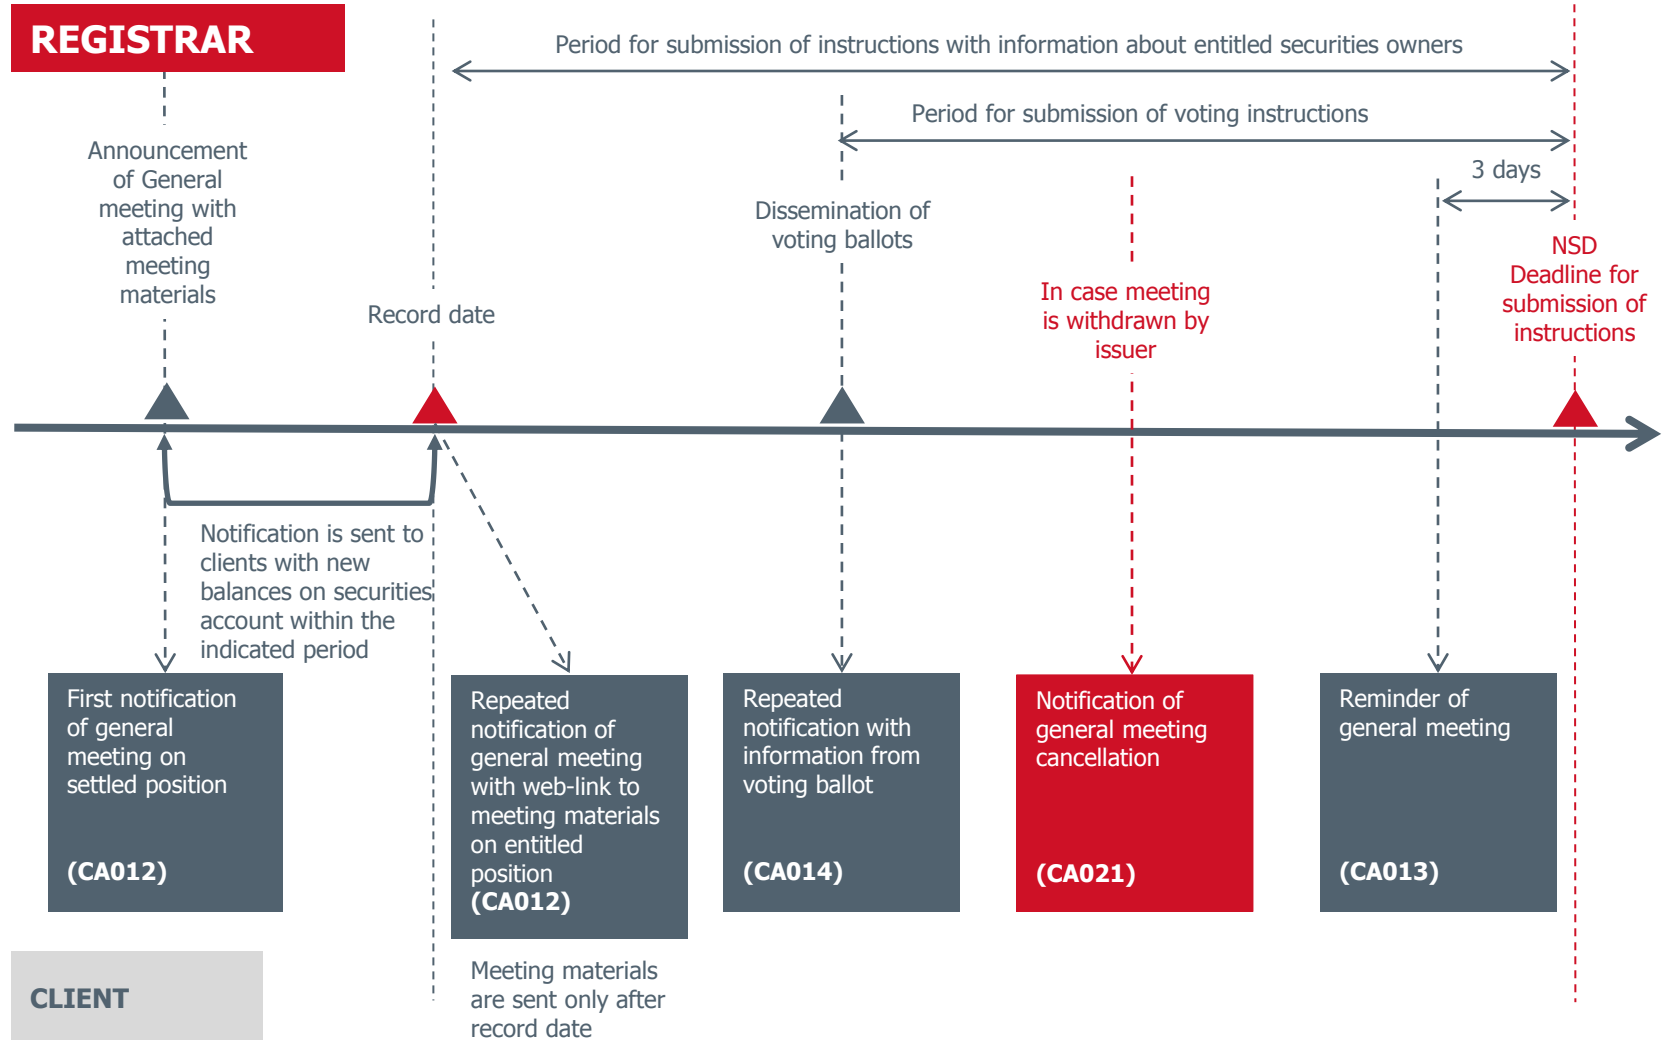 REGISTRAR
Period for submission of instructions with information about entitled securities owners
Period for submission of voting instructions
3 days
Announcement
of General
meeting with
attached
meeting
materials
Record date
Dissemination of
voting ballots
In case meeting
is withdrawn by
issuer
NSD
Deadline for
submission of
instructions
Notification is sent to
clients with new
balances on securities
account within the
indicated period
First notification
of general
meeting on
settled position
(CA012)
Repeated
notification of
general meeting
with web-link to
meeting materials
on entitled
position
(CA012)
Repeated
notification with
information from
voting ballot
(CA014)
Notification of
general meeting
cancellation
(CA021)
Reminder of
general meeting
(CA013)
CLIENT
Meeting materials
are sent only after
record date